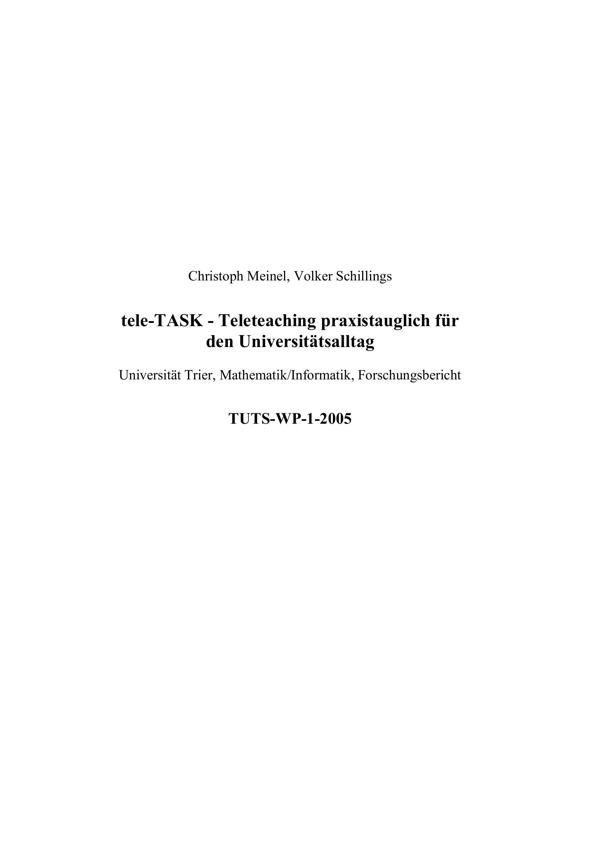 Christoph Meinel, Volker Schillings
tele-TASK - Teleteaching praxistauglich für
den Universitätsalltag
Universität Trier, Mathematik/Informatik, Forschungsbericht
TUTS-WP-1-2005